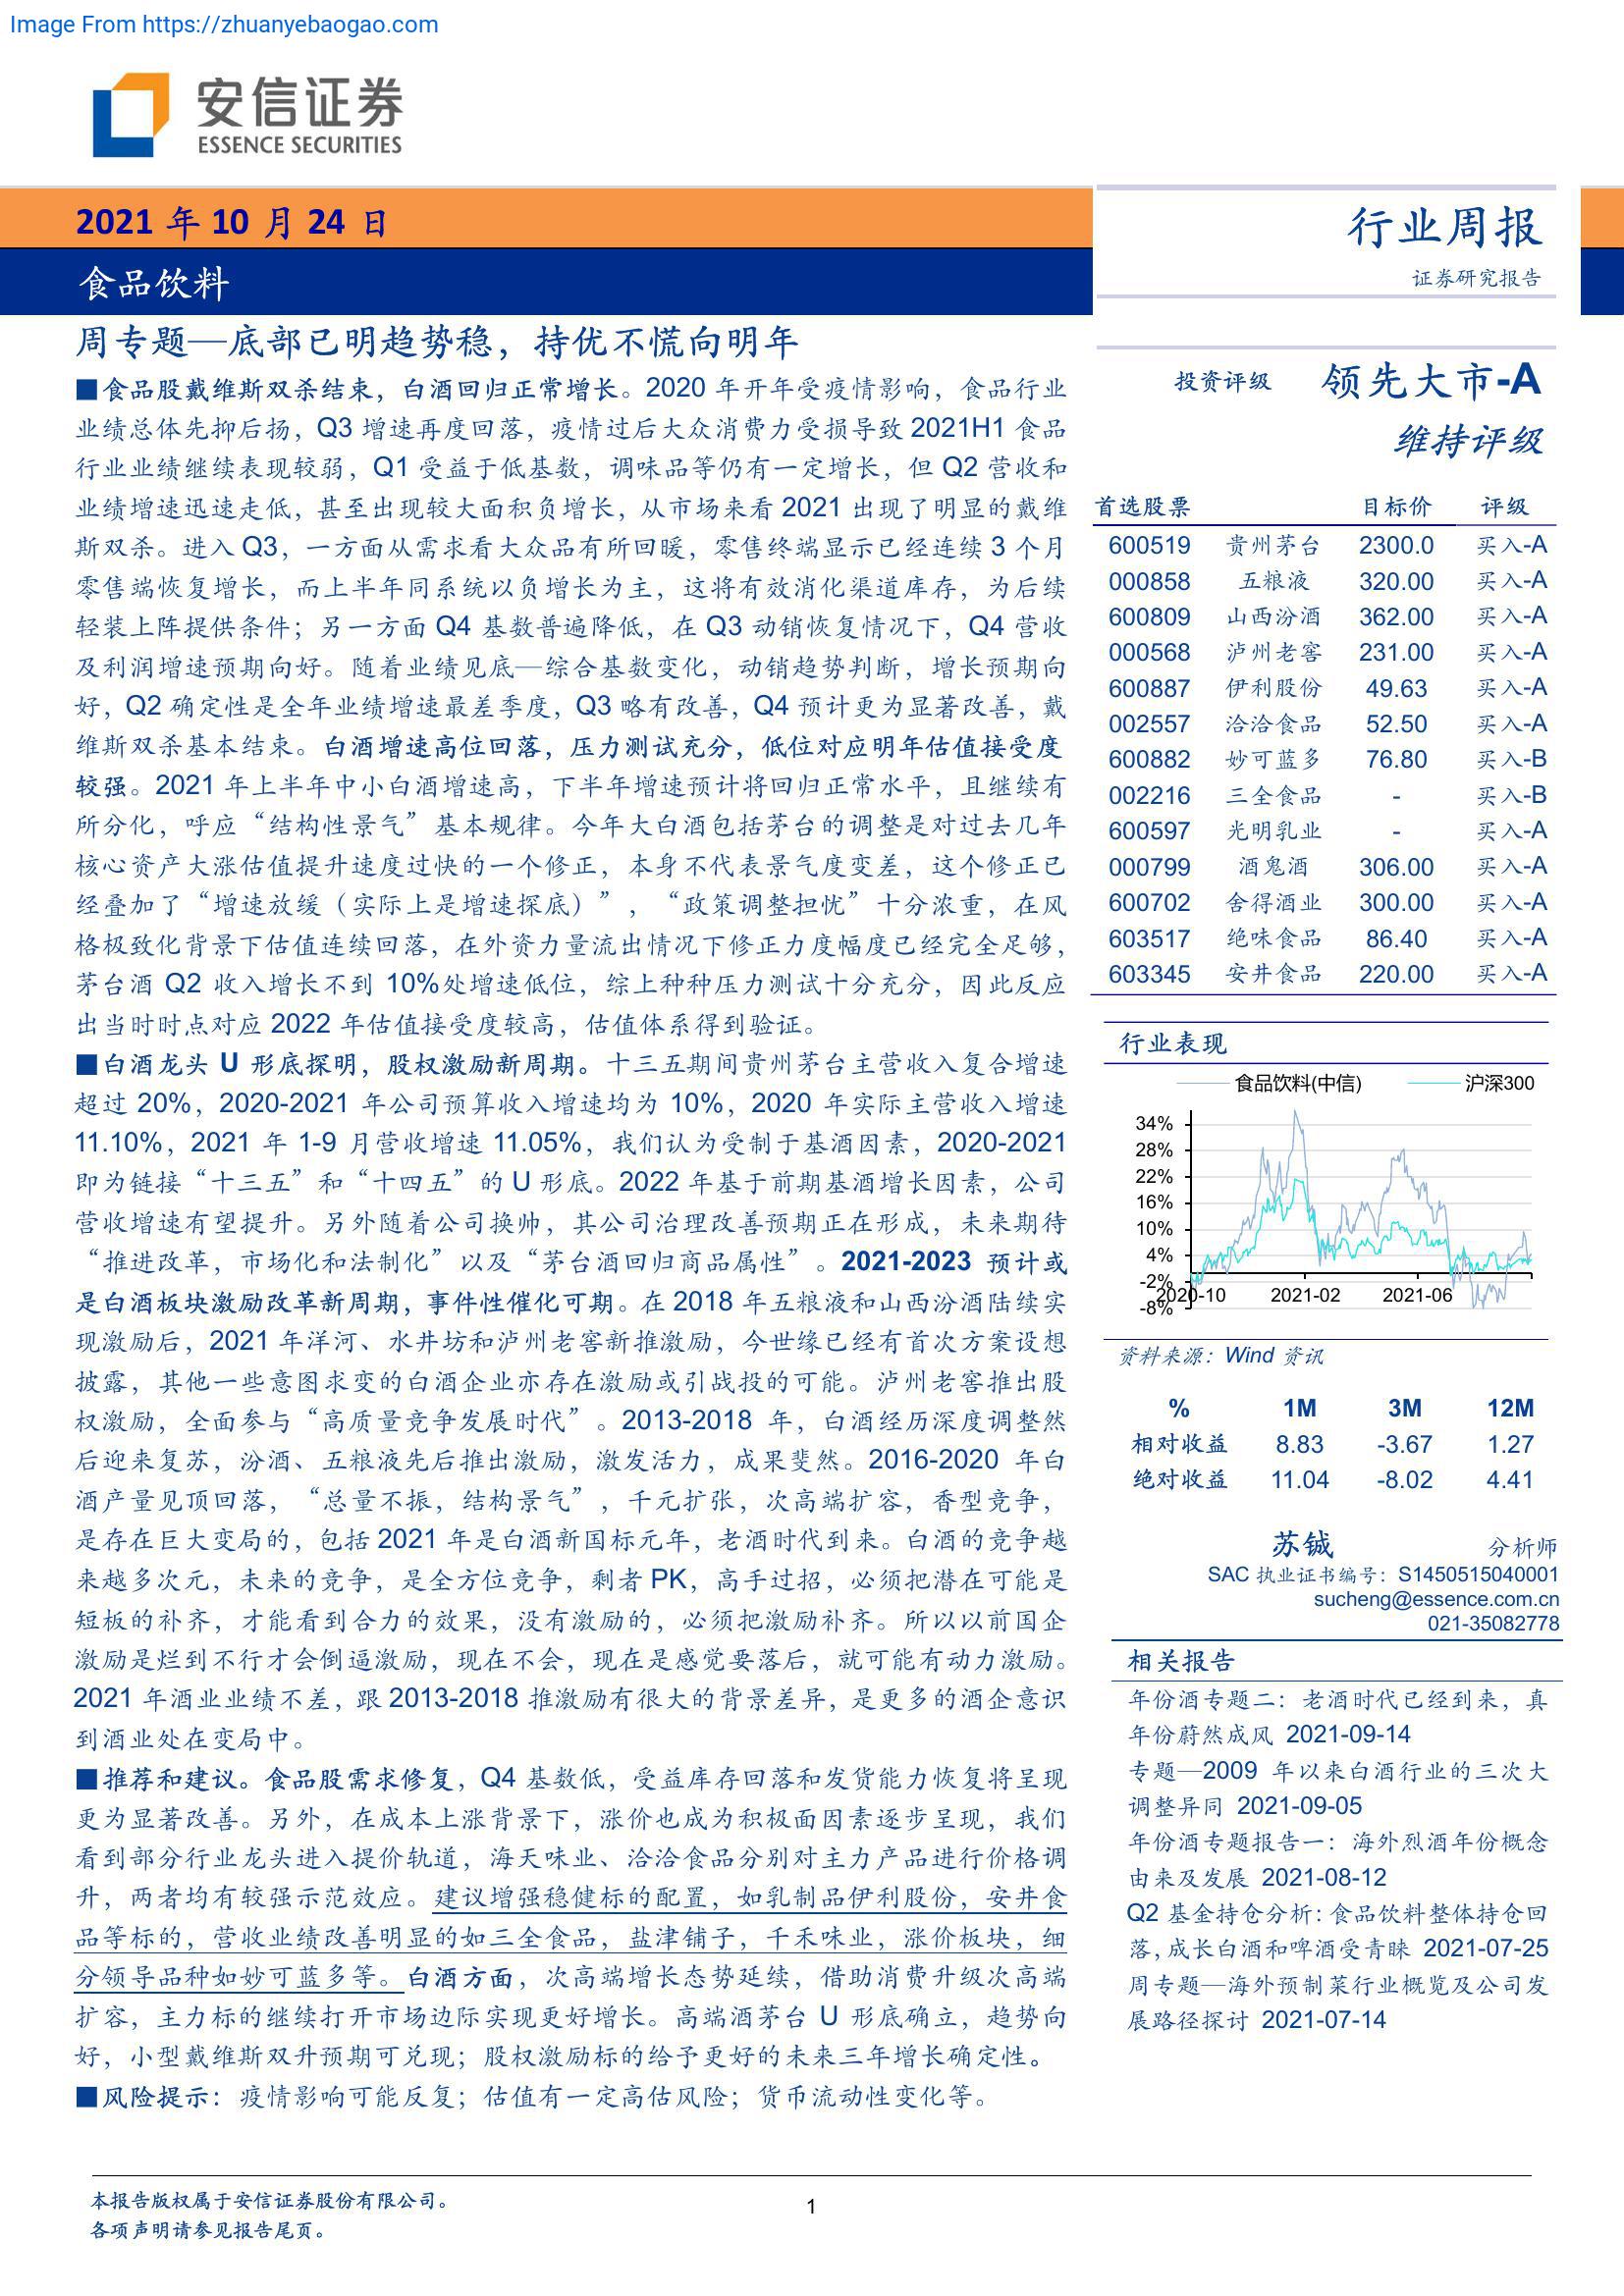 Image From https://zhuanyebaogao.com
安信证券
ESSENCE SECURITIES
2021 年 10 月 24 日
食品饮料
行业周报
证券研究报告
周专题—底部已明趋势稳，持优不慌向明年
■食品股戴维斯双杀结束，白酒回归正常增长。2020 年开年受疫情影响，食品行业
业绩总体先抑后扬，Q3 增速再度回落，疫情过后大众消费力受损导致 2021H1 食品
行业业绩继续表现较弱，Q1 受益于低基数，调味品等仍有一定增长，但 Q2 营收和
业绩增速迅速走低，甚至出现较大面积负增长，从市场来看 2021 出现了明显的戴维
斯双杀。进入 Q3，一方面从需求看大众品有所回暖，零售终端显示已经连续 3 个月
零售端恢复增长，而上半年同系统以负增长为主，这将有效消化渠道库存，为后续
轻装上阵提供条件；另一方面 Q4 基数普遍降低，在 Q3 动销恢复情况下，Q4 营收
及利润增速预期向好。随着业绩见底—综合基数变化，动销趋势判断，增长预期向
好，Q2 确定性是全年业绩增速最差季度，Q3 略有改善，Q4 预计更为显著改善，戴
维斯双杀基本结束。白酒增速高位回落，压力测试充分，低位对应明年估值接受度
较强。2021 年上半年中小白酒增速高，下半年增速预计将回归正常水平，且继续有
所分化，呼应“结构性景气”基本规律。今年大白酒包括茅台的调整是对过去几年
核心资产大涨估值提升速度过快的一个修正，本身不代表景气度变差，这个修正已
经叠加了“增速放缓（实际上是增速探底）”，“政策调整担忧”十分浓重，在风
格极致化背景下估值连续回落，在外资力量流出情况下修正力度幅度已经完全足够，
茅台酒 Q2 收入增长不到 10%处增速低位，综上种种压力测试十分充分，因此反应
出当时时点对应 2022 年估值接受度较高，估值体系得到验证。
■白酒龙头 U 形底探明，股权激励新周期。十三五期间贵州茅台主营收入复合增速
超过 20%，2020-2021 年公司预算收入增速均为 10%，2020 年实际主营收入增速
11.10%，2021 年 1-9 月营收增速 11.05%，我们认为受制于基酒因素，2020-2021
即为链接“十三五”和“十四五”的 U 形底。2022 年基于前期基酒增长因素，公司
营收增速有望提升。另外随着公司换帅，其公司治理改善预期正在形成，未来期待
“推进改革，市场化和法制化”以及“茅台酒回归商品属性”。2021-2023 预计或
是白酒板块激励改革新周期，事件性催化可期。在 2018 年五粮液和山西汾酒陆续实
现激励后，2021 年洋河、水井坊和泸州老窖新推激励，今世缘已经有首次方案设想
披露，其他一些意图求变的白酒企业亦存在激励或引战投的可能。泸州老窖推出股
权激励，全面参与“高质量竞争发展时代”。2013-2018 年，白酒经历深度调整然
后迎来复苏，汾酒、五粮液先后推出激励，激发活力，成果斐然。2016-2020 年白
酒产量见顶回落，“总量不振，结构景气”，千元扩张，次高端扩容，香型竞争，
是存在巨大变局的，包括 2021 年是白酒新国标元年，老酒时代到来。白酒的竞争越
来越多次元，未来的竞争，是全方位竞争，剩者 PK，高手过招，必须把潜在可能是
短板的补齐，才能看到合力的效果，没有激励的，必须把激励补齐。所以以前国企
激励是烂到不行才会倒逼激励，现在不会，现在是感觉要落后，就可能有动力激励。
2021 年酒业业绩不差，跟 2013-2018 推激励有很大的背景差异，是更多的酒企意识
到酒业处在变局中。
■推荐和建议。食品股需求修复，Q4 基数低，受益库存回落和发货能力恢复将呈现
更为显著改善。另外，在成本上涨背景下，涨价也成为积极面因素逐步呈现，我们
看到部分行业龙头进入提价轨道，海天味业、洽洽食品分别对主力产品进行价格调
升，两者均有较强示范效应。建议增强稳健标的配置，如乳制品伊利股份，安井食
品等标的，营收业绩改善明显的如三全食品，盐津铺子，千禾味业，涨价板块，细
分领导品种如妙可蓝多等。白酒方面，次高端增长态势延续，借助消费升级次高端
扩容，主力标的继续打开市场边际实现更好增长。高端酒茅台 U 形底确立，趋势向
好，小型戴维斯双升预期可兑现；股权激励标的给予更好的未来三年增长确定性。
■风险提示：疫情影响可能反复；估值有一定高估风险；货币流动性变化等。
投资评级 领先大市-A
维持评级
首选股票 目标价 评级
600519 贵州茅台 2300.0 买入-A
000858 五粮液 320.00 买入-A
600809 山西汾酒 362.00 买入-A
000568 泸州老窖 231.00 买入-A
600887 伊利股份 49.63 买入-A
002557 洽洽食品 52.50 买入-A
600882 妙可蓝多 76.80 买入-B
002216 三全食品 - 买入-B
600597 光明乳业 - 买入-A
000799 酒鬼酒 306.00 买入-A
600702 舍得酒业 300.00 买入-A
603517 绝味食品 86.40 买入-A
603345 安井食品 220.00 买入-A
行业表现
食品饮料(中信) 沪深300
34%
28%
22%
16%
10%
4%
-2%
-8%
2020-10 2021-02 2021-06
资料来源：Wind 资讯
% 1M 3M 12M
相对收益 8.83 -3.67 1.27
绝对收益 11.04 -8.02 4.41
苏铖 分析师
SAC 执业证书编号：S1450515040001
sucheng@essence.com.cn
021-35082778
相关报告
年份酒专题二：老酒时代已经到来，真
年份蔚然成风 2021-09-14
专题—2009 年以来白酒行业的三次大
调整异同 2021-09-05
年份酒专题报告一：海外烈酒年份概念
由来及发展 2021-08-12
Q2 基金持仓分析：食品饮料整体持仓回
落，成长白酒和啤酒受青睐 2021-07-25
周专题—海外预制菜行业概览及公司发
展路径探讨 2021-07-14
本报告版权属于安信证券股份有限公司。
各项声明请参见报告尾页。
1